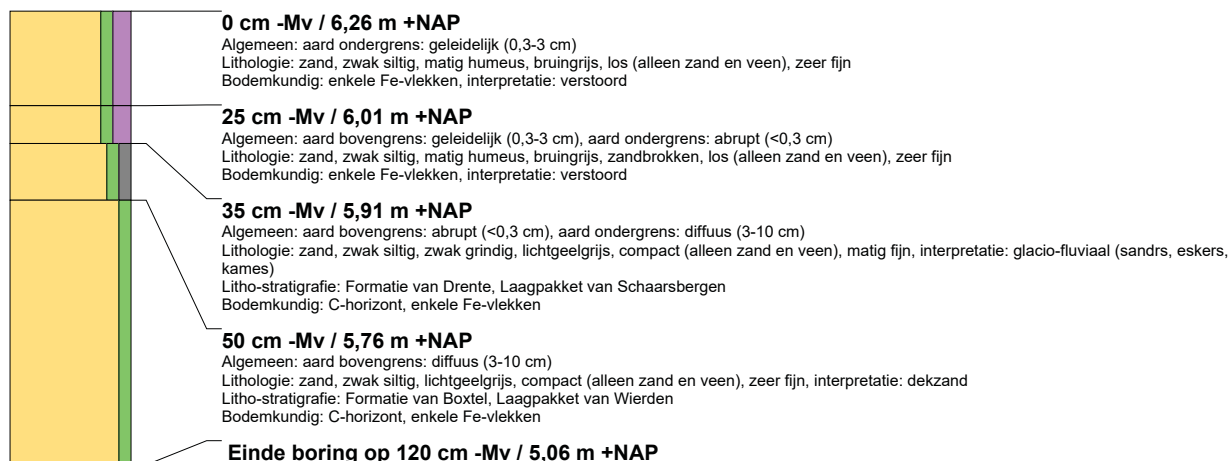 0 cm -Mv / 6,26 m +NAP
Algemeen: aard ondergrens: geleidelijk (0,3-3 cm)
Lithologie: zand, zwak siltig, matig humeus, bruingrijs, los (alleen zand en veen), zeer fijn
Bodemkundig: enkele Fe-vlekken, interpretatie: verstoord
25 cm -Mv / 6,01 m +NAP
Algemeen: aard bovengrens: geleidelijk (0,3-3 cm), aard ondergrens: abrupt (<0,3 cm)
Lithologie: zand, zwak siltig, matig humeus, bruingrijs, zandbrokken, los (alleen zand en veen), zeer fijn
Bodemkundig: enkele Fe-vlekken, interpretatie: verstoord
35 cm -Mv / 5,91 m +NAP
Algemeen: aard bovengrens: abrupt (<0,3 cm), aard ondergrens: diffuus (3-10 cm)
Lithologie: zand, zwak siltig, zwak grindig, lichtgeelgrijs, compact (alleen zand en veen), matig fijn, interpretatie: glacio-fluviaal (sandrs, eskers,
kames)
Litho-stratigrafie: Formatie van Drente, Laagpakket van Schaarsbergen
Bodemkundig: C-horizont, enkele Fe-vlekken
50 cm -Mv / 5,76 m +NAP
Algemeen: aard bovengrens: diffuus (3-10 cm)
Lithologie: zand, zwak siltig, lichtgeelgrijs, compact (alleen zand en veen), zeer fijn, interpretatie: dekzand
Litho-stratigrafie: Formatie van Boxtel, Laagpakket van Wierden
Bodemkundig: C-horizont, enkele Fe-vlekken
Einde boring op 120 cm -Mv / 5,06 m +NAP